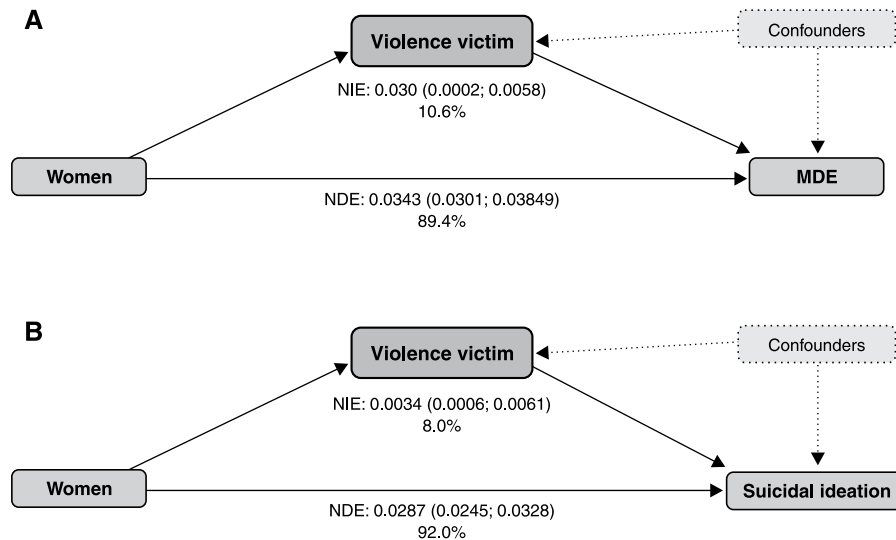 A
Violence victim
Confounders
NIE: 0.030 (0.0002; 0.0058)
10.6%
Women
MDE
NDE: 0.0343 (0.0301; 0.03849)
89.4%
B
Violence victim
Confounders
NIE: 0.0034 (0.0006; 0.0061)
8.0%
Women
Suicidal ideation
NDE: 0.0287 (0.0245; 0.0328)
92.0%